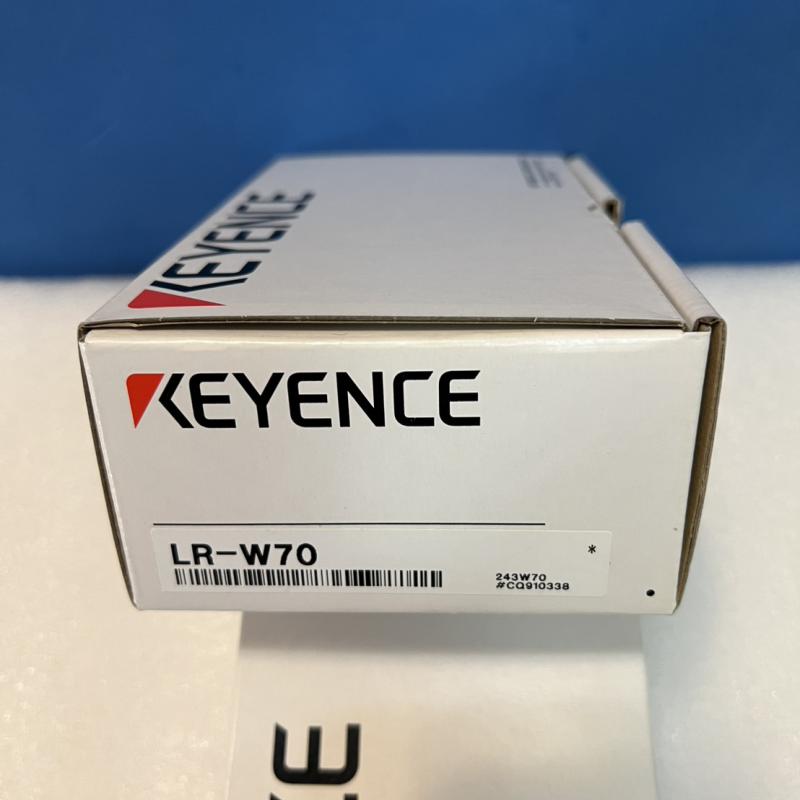 KEYENCE
KEYENCE
LR-W70
*
243W70
#CQ910338